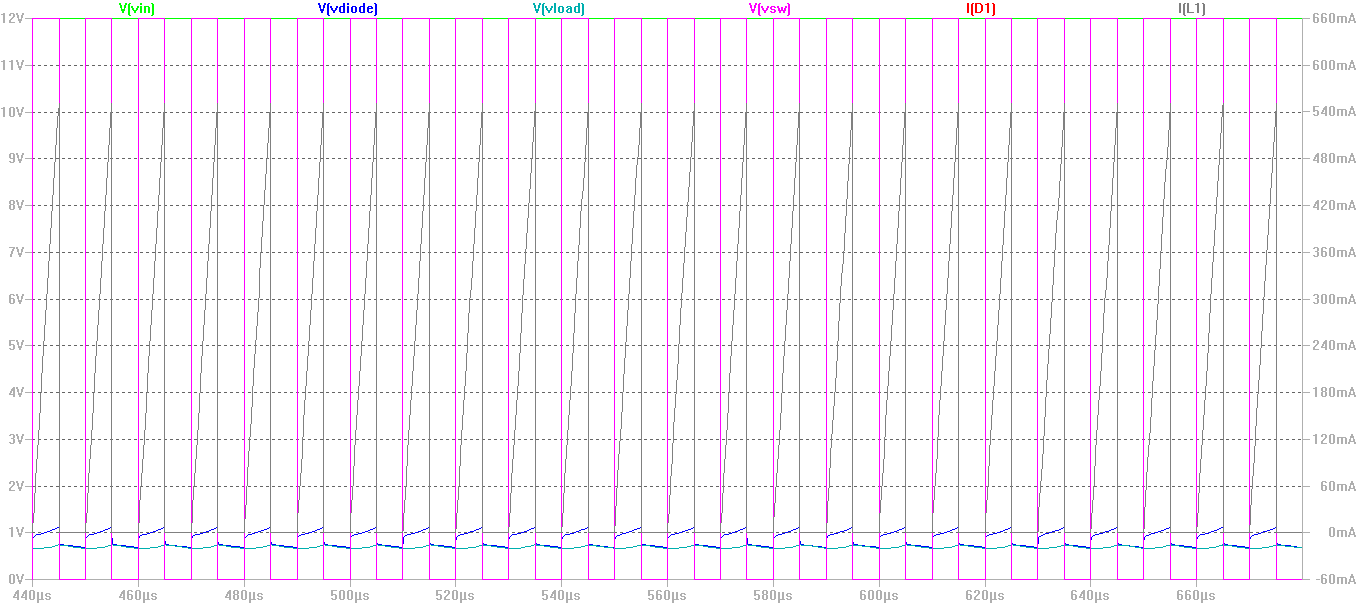 V(vin) V(vdiode) V(vload) V(vsw) I(D1) I(L1)
12V 660mA
11V 600mA
10V 540mA
9V 480mA
8V 420mA
7V 360mA
6V 300mA
5V 240mA
4V 180mA
3V 120mA
2V 60mA
1V 0mA
0V -60mA
440µs 460µs 480µs 500µs 520µs 540µs 560µs 580µs 600µs 620µs 640µs 660µs